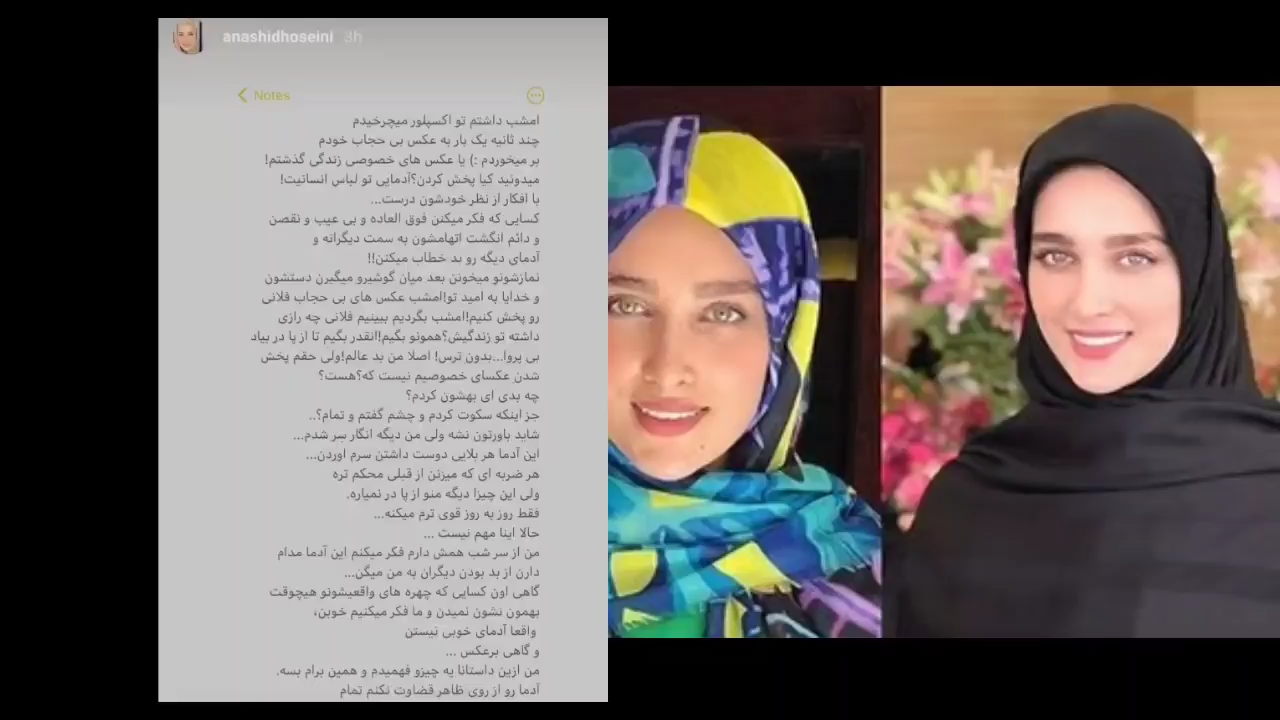 anashidhoseini 3h
Notes
امشب داشتم تو اکسپلور میچرخیدم
چند ثانیه یک بار یه عکس بی حجاب خودم
بر میخوردم :) یا عکس های خصوصی زندگی گذشتم!
میدونید کیا پخش کردن؟آدمایی تو لباس انسانیت!
با افکار از نظر خودشون درست...
کسایی که فکر میکنن فوق العاده و بی عیب و نقصن
و دائم انگشت اتهامشون به سمت دیگرانه و
آدمای دیگه رو بد خطاب میکنن!!
نمازشونو میخونن بعد میان گوشیرو میگیرن دستشون
و خدایا به امید تو!امشب عکس های بی حجاب فلانی
رو پخش کنیم!امشب بگردیم ببینیم فلانی چه رازی
داشته تو زندگیش؟همونو بگیم!انقدر بگیم تا از پا در بیاد
بی پروا...بدون ترس! اصلا من بد عالم!ولی حقم پخش
شدن عکسای خصوصیم نیست که؟هست؟
چه بدی ای بهشون کردم؟
جز اینکه سکوت کردم و چشم گفتم و تمام؟..
شاید باورتون نشه ولی من دیگه انگار سِر شدم...
این آدما هر بلایی دوست داشتن سرم اوردن...
هر ضربه ای که میزنن از قبلی محکم تره
ولی این چیزا دیگه منو از پا در نمیاره.
فقط روز به روز قوی ترم میکنه...
حالا اینا مهم نیست ...
من از سر شب همش دارم فکر میکنم این آدما مدام
دارن از بد بودن دیگران به من میگن...
گاهی اون کسایی که چهره های واقعیشونو هیچوقت
بهمون نشون نمیدن و ما فکر میکنیم خوبن،
واقعا آدمای خوبی نیستن
و گاهی برعکس ...
من ازین داستانا یه چیزو فهمیدم و همین برام بسه.
آدما رو از روی ظاهر قضاوت نکنم تمام